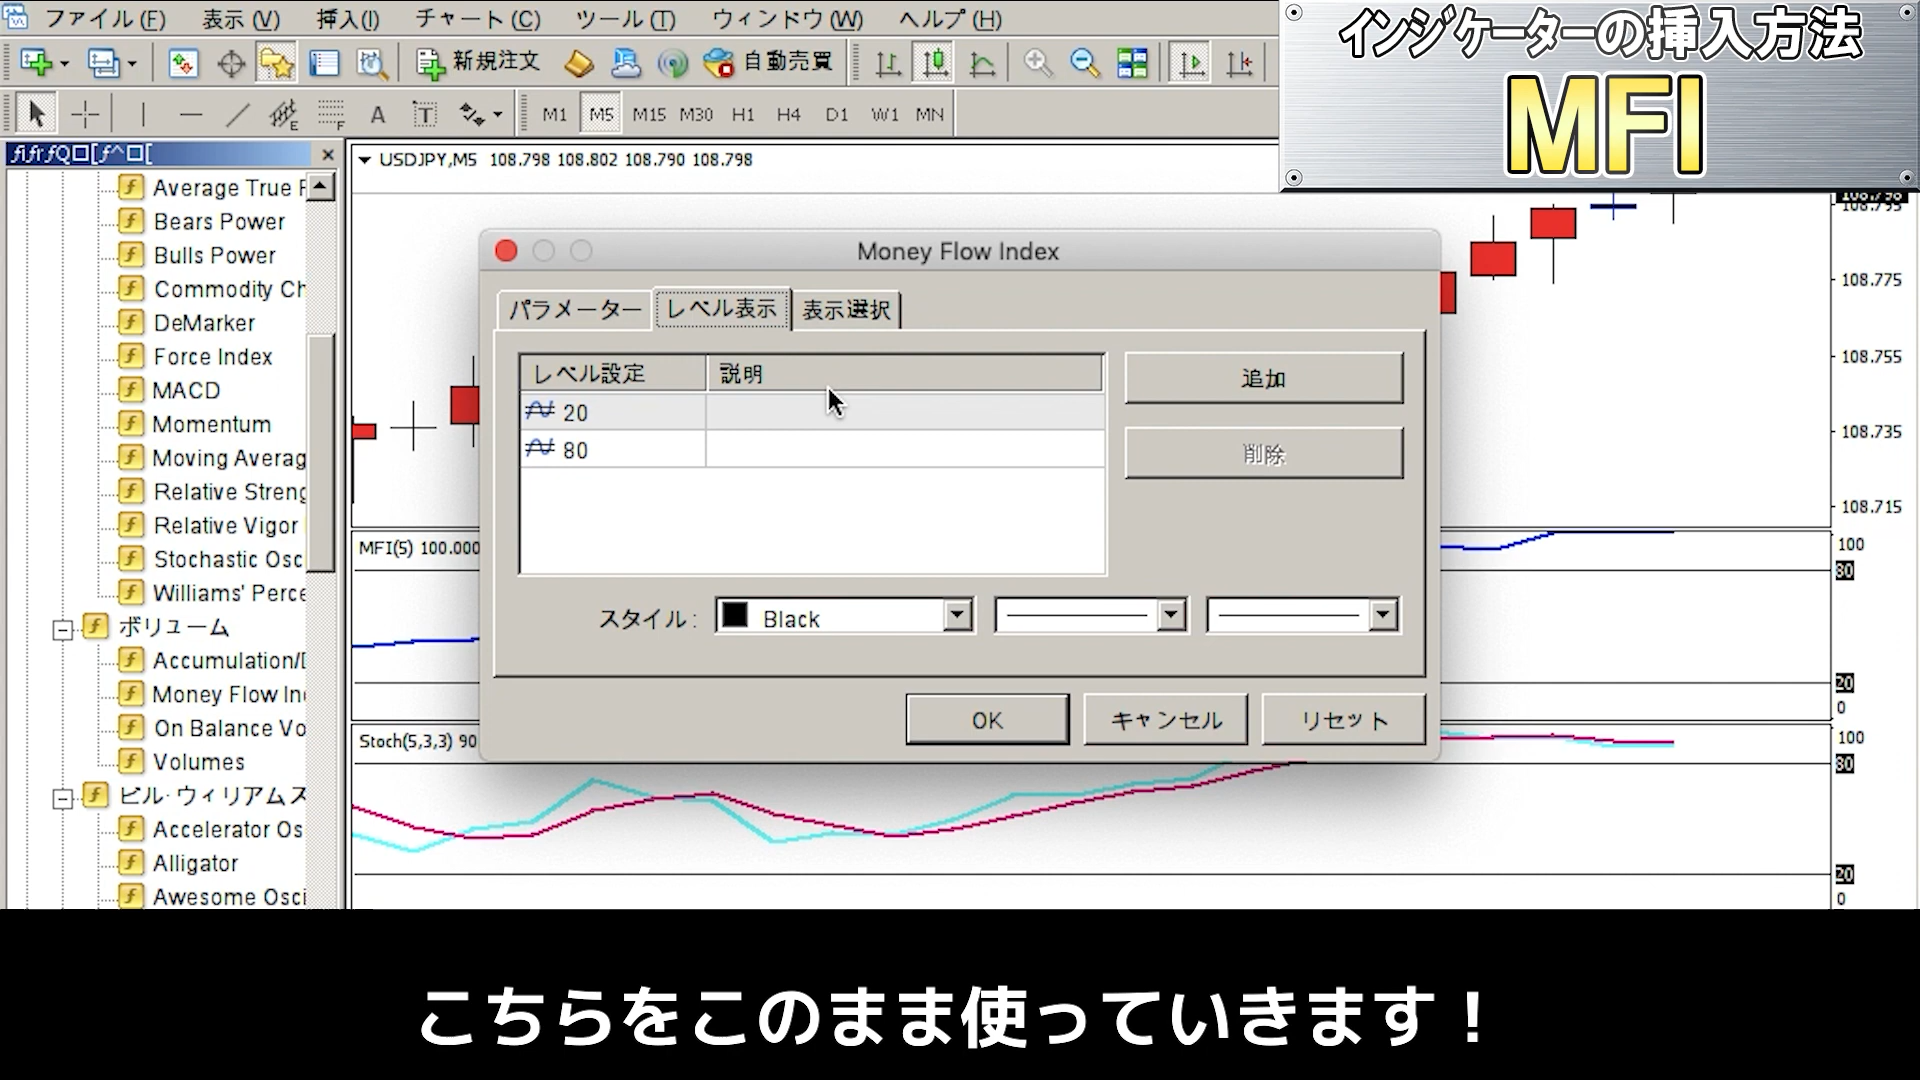 ファイル (F) 表示 (V) 挿入(I) チャート (C) ツール (T) ウィンドウ (W) ヘルプ (H)
インジケーターの挿入方法
MFI
新規注文 自動売買
M1 M5 M15 M30 H1 H4 D1 W1 MN
USDJPY,M5 108.798 108.802 108.790 108.798
Average True F
Bears Power
Bulls Power
Commodity Ch
DeMarker
Force Index
MACD
Momentum
Moving Averag
Relative Streng
Relative Vigor
Stochastic Osc
Williams' Perce
ボリューム
Accumulation/D
Money Flow Ind
On Balance Vo
Volumes
ビル・ウィリアムス
Accelerator Os
Alligator
Awesome Osci
Money Flow Index
パラメーター レベル表示 表示選択
レベル設定 説明
20
80
追加
削除
スタイル : Black
OK キャンセル リセット
108.798
108.795
108.775
108.755
108.735
108.715
MFI(5) 100.000
100
80
20
0
Stoch(5,3,3) 90
100
80
20
0
こちらをこのまま使っていきます！